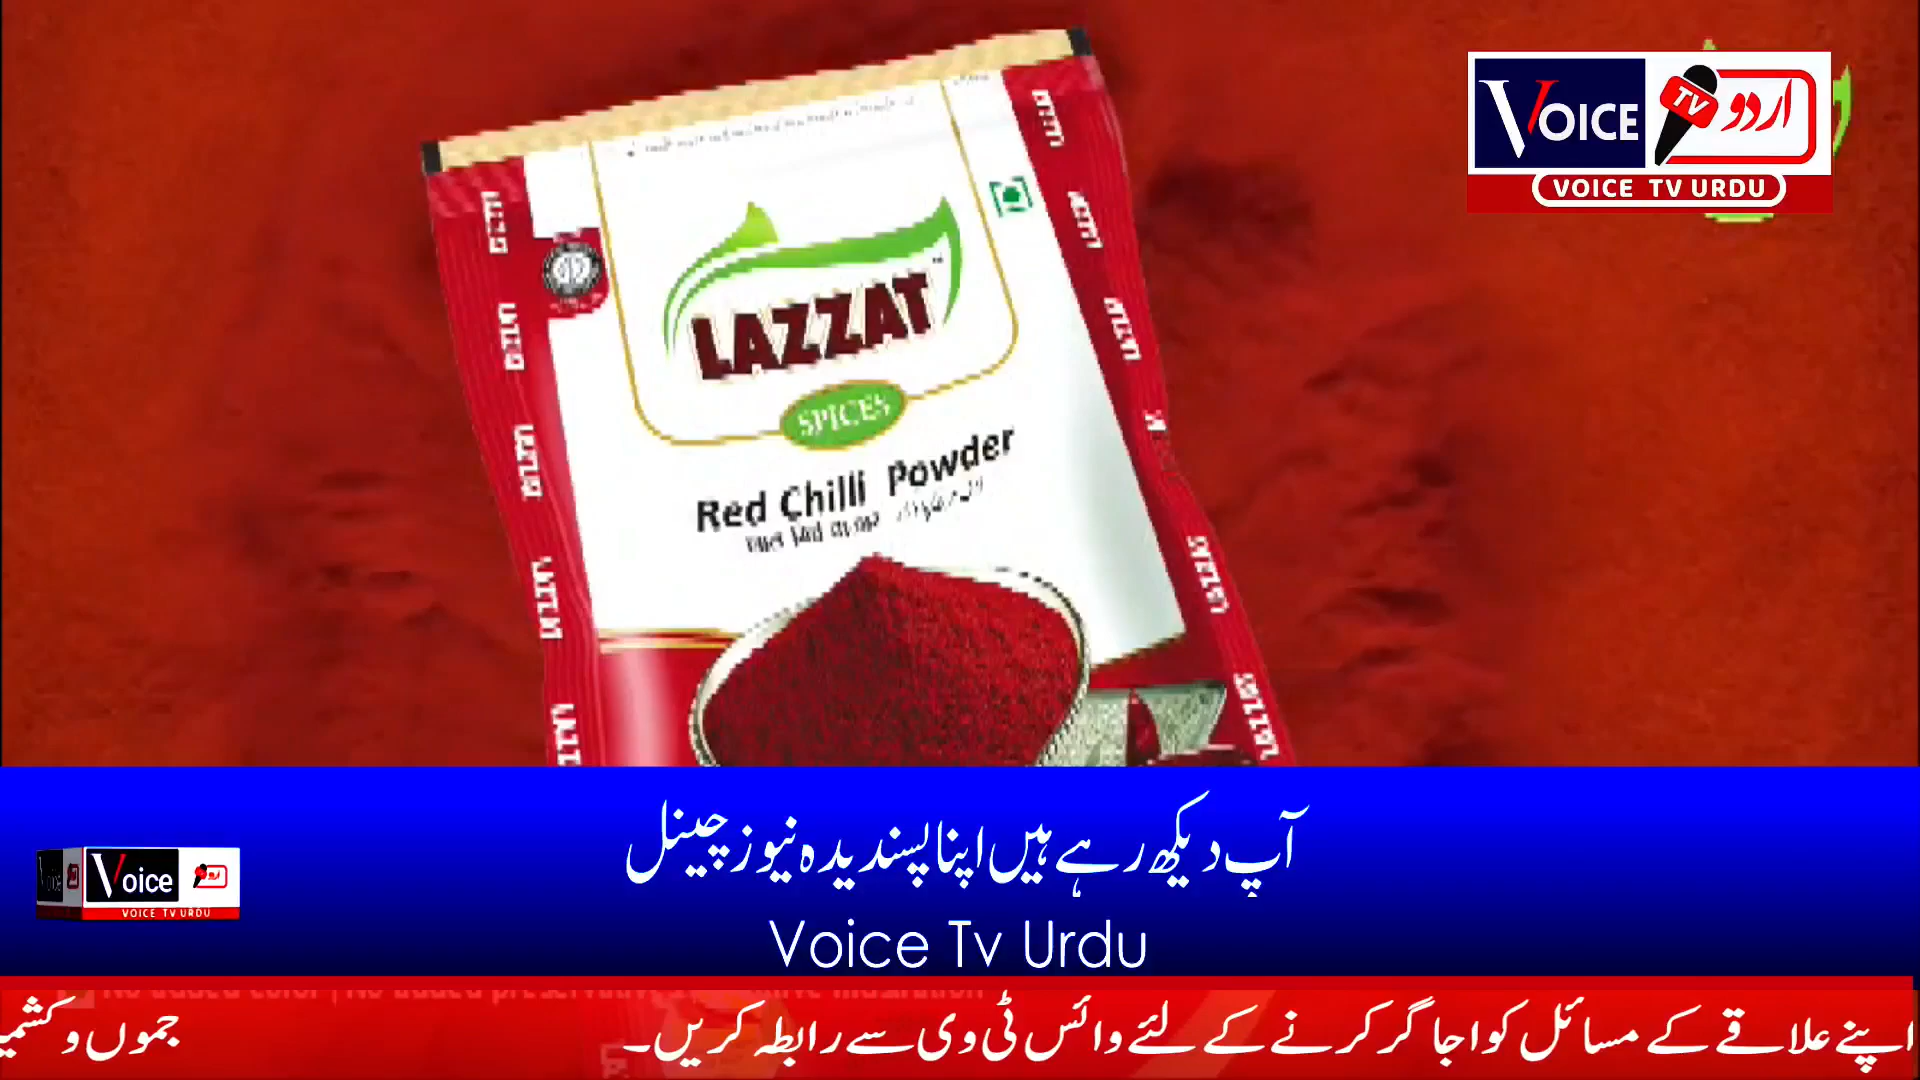 VOICE
TV
اردو
VOICE TV URDU
LAZZAT
SPICES
Red Chilli Powder
آپ دیکھ رہے ہیں اپنا پسندیدہ نیوز چینل
Voice Tv Urdu
Voice
اردو
VOICE TV URDU
اپنے علاقے کے مسائل کو اجاگر کرنے کے لئے وائس ٹی وی سے رابطہ کریں۔
جموں و